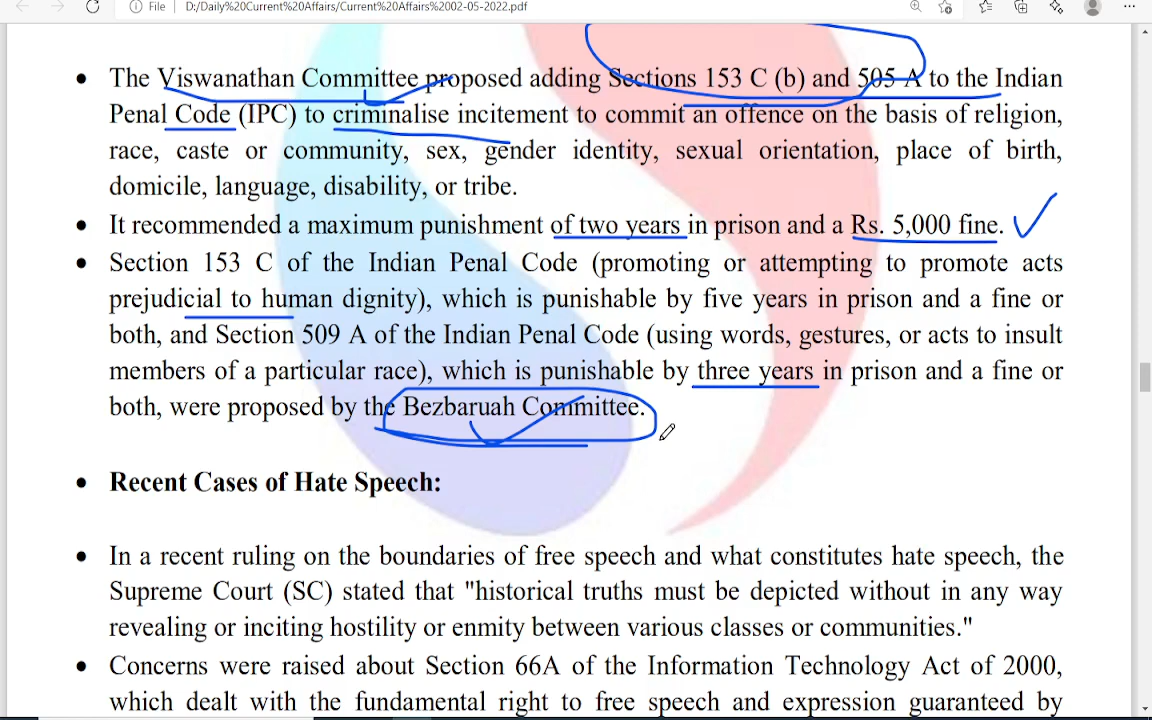 File | D:/Daily%20Current%20Affairs/Current%20Affairs%2002-05-2022.pdf
• The Viswanathan Committee proposed adding Sections 153 C (b) and 505 A to the Indian
Penal Code (IPC) to criminalise incitement to commit an offence on the basis of religion,
race, caste or community, sex, gender identity, sexual orientation, place of birth,
domicile, language, disability, or tribe.
• It recommended a maximum punishment of two years in prison and a Rs. 5,000 fine.
• Section 153 C of the Indian Penal Code (promoting or attempting to promote acts
prejudicial to human dignity), which is punishable by five years in prison and a fine or
both, and Section 509 A of the Indian Penal Code (using words, gestures, or acts to insult
members of a particular race), which is punishable by three years in prison and a fine or
both, were proposed by the Bezbaruah Committee.
• Recent Cases of Hate Speech:
• In a recent ruling on the boundaries of free speech and what constitutes hate speech, the
Supreme Court (SC) stated that "historical truths must be depicted without in any way
revealing or inciting hostility or enmity between various classes or communities."
• Concerns were raised about Section 66A of the Information Technology Act of 2000,
which dealt with the fundamental right to free speech and expression guaranteed by